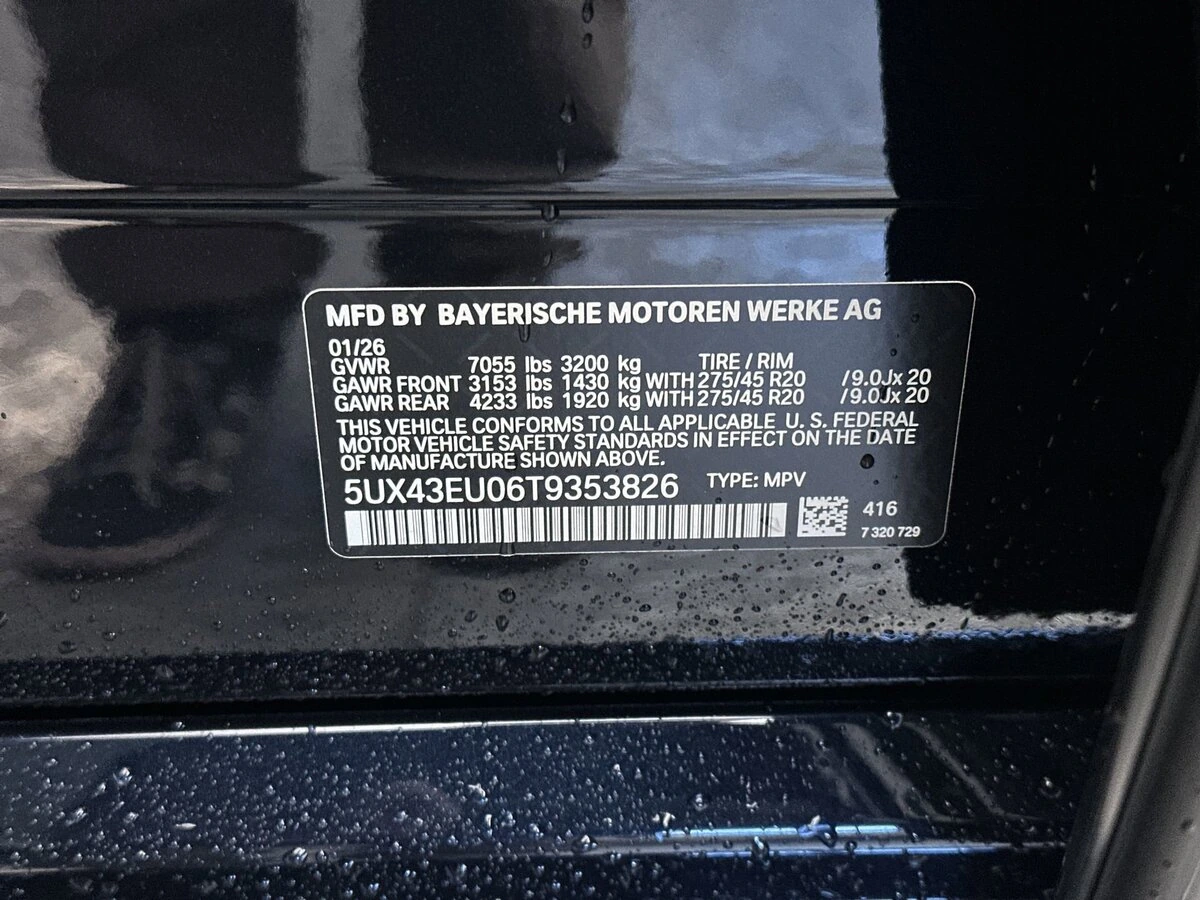 MFD BY BAYERISCHE MOTOREN WERKE AG
01/26
GVWR 7055 lbs 3200 kg TIRE / RIM
GAWR FRONT 3153 lbs 1430 kg WITH 275/45 R20 / 9.0Jx 20
GAWR REAR 4233 lbs 1920 kg WITH 275/45 R20 / 9.0Jx 20
THIS VEHICLE CONFORMS TO ALL APPLICABLE U. S. FEDERAL
MOTOR VEHICLE SAFETY STANDARDS IN EFFECT ON THE DATE
OF MANUFACTURE SHOWN ABOVE.
5UX43EU06T9353826 TYPE: MPV
416
7 320 729